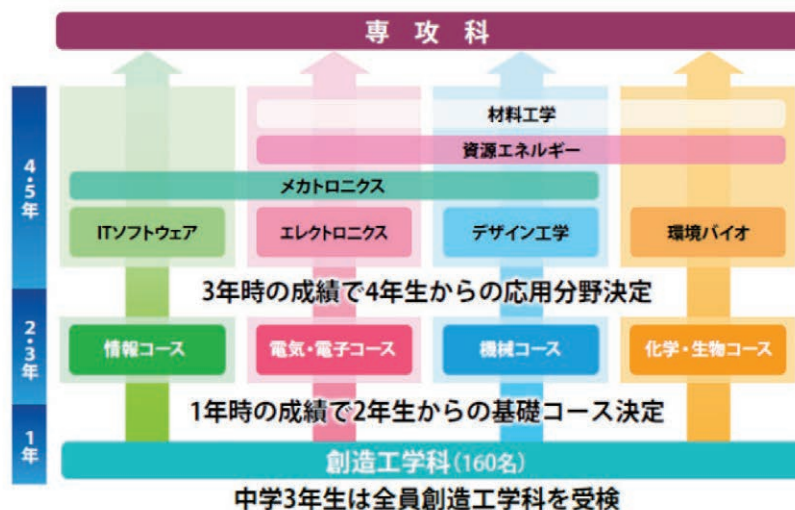 専攻科
4・5年
材料工学
資源エネルギー
メカトロニクス
ITソフトウェア
エレクトロニクス
デザイン工学
環境バイオ
3年時の成績で4年生からの応用分野決定
2・3年
情報コース
電気・電子コース
機械コース
化学・生物コース
1年時の成績で2年生からの基礎コース決定
1年
創造工学科(160名)
中学3年生は全員創造工学科を受検